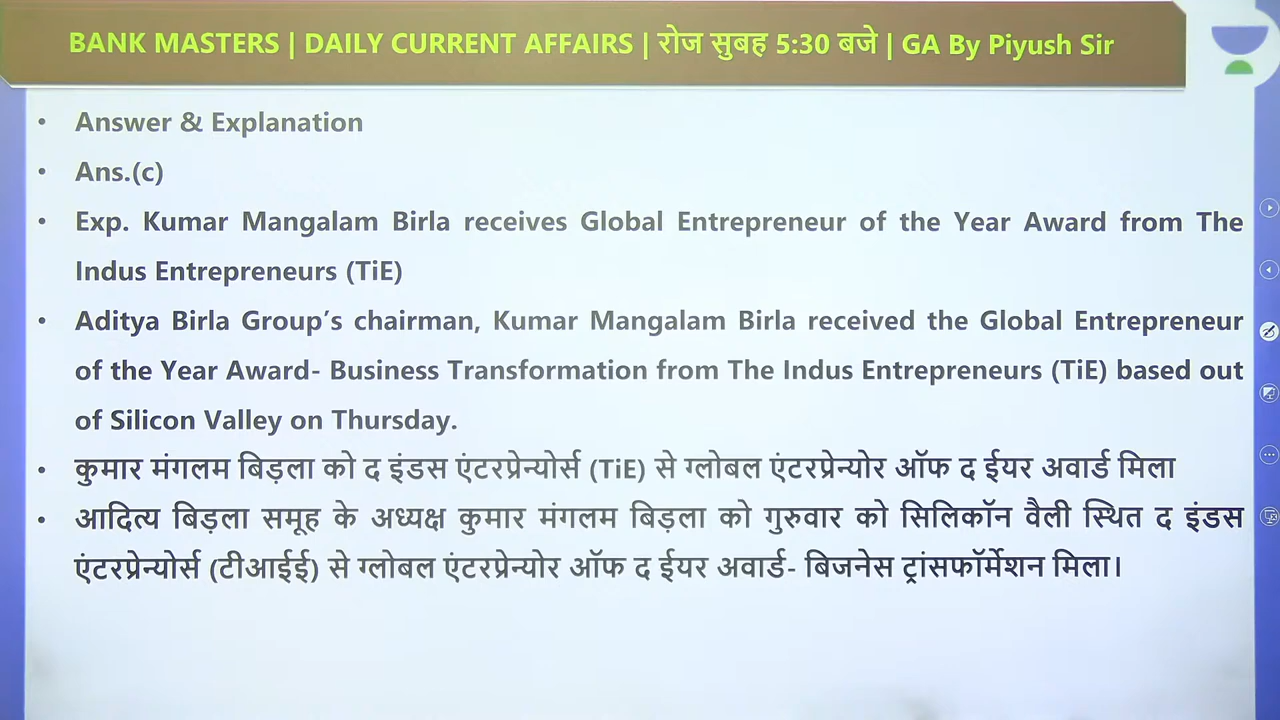 BANK MASTERS | DAILY CURRENT AFFAIRS | रोज सुबह 5:30 बजे | GA By Piyush Sir
• Answer & Explanation
• Ans.(c)
• Exp. Kumar Mangalam Birla receives Global Entrepreneur of the Year Award from The
Indus Entrepreneurs (TiE)
• Aditya Birla Group’s chairman, Kumar Mangalam Birla received the Global Entrepreneur
of the Year Award- Business Transformation from The Indus Entrepreneurs (TiE) based out
of Silicon Valley on Thursday.
• कुमार मंगलम बिड़ला को द इंडस एंटरप्रेन्योर्स (TiE) से ग्लोबल एंटरप्रेन्योर ऑफ द ईयर अवार्ड मिला
• आदित्य बिड़ला समूह के अध्यक्ष कुमार मंगलम बिड़ला को गुरुवार को सिलिकॉन वैली स्थित द इंडस
एंटरप्रेन्योर्स (टीआईई) से ग्लोबल एंटरप्रेन्योर ऑफ द ईयर अवार्ड- बिजनेस ट्रांसफॉर्मेशन मिला।